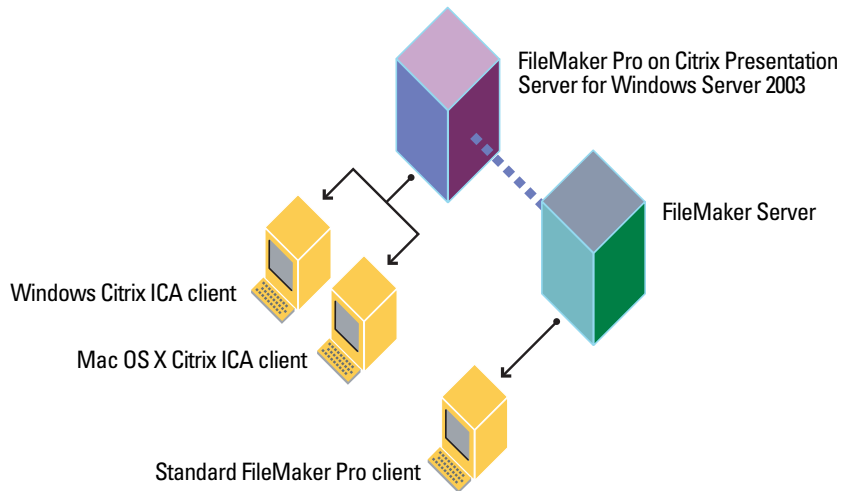 FileMaker Pro on Citrix Presentation
Server for Windows Server 2003
FileMaker Server
Windows Citrix ICA client
Mac OS X Citrix ICA client
Standard FileMaker Pro client